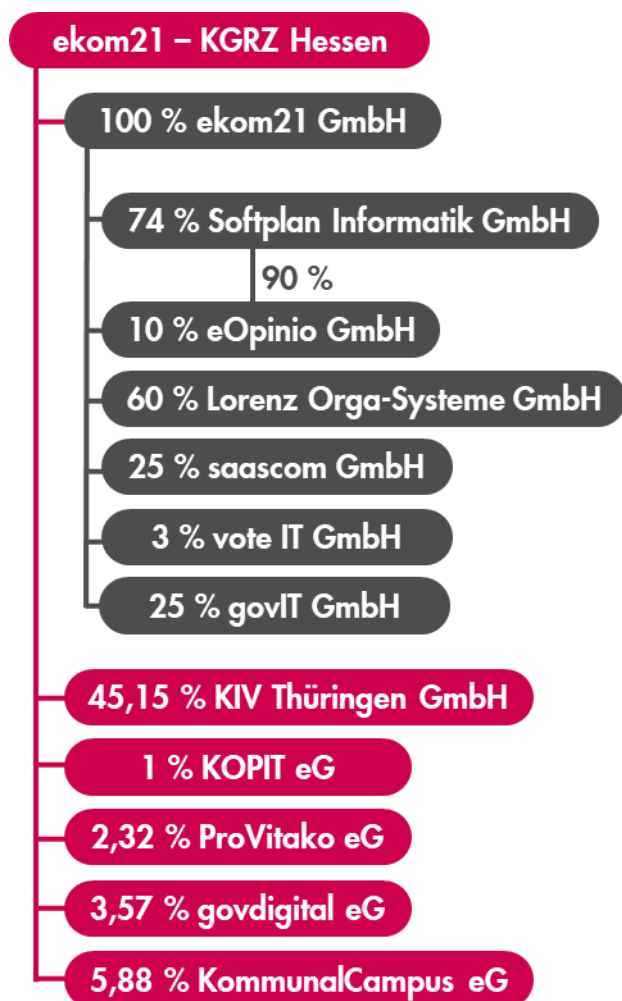 ekom21 – KGRZ Hessen
100 % ekom21 GmbH
74 % Softplan Informatik GmbH
90 %
10 % eOpinio GmbH
60 % Lorenz Orga-Systeme GmbH
25 % saascom GmbH
3 % vote IT GmbH
25 % govIT GmbH
45,15 % KIV Thüringen GmbH
1 % KOPIT eG
2,32 % ProVitako eG
3,57 % govdigital eG
5,88 % KommunalCampus eG